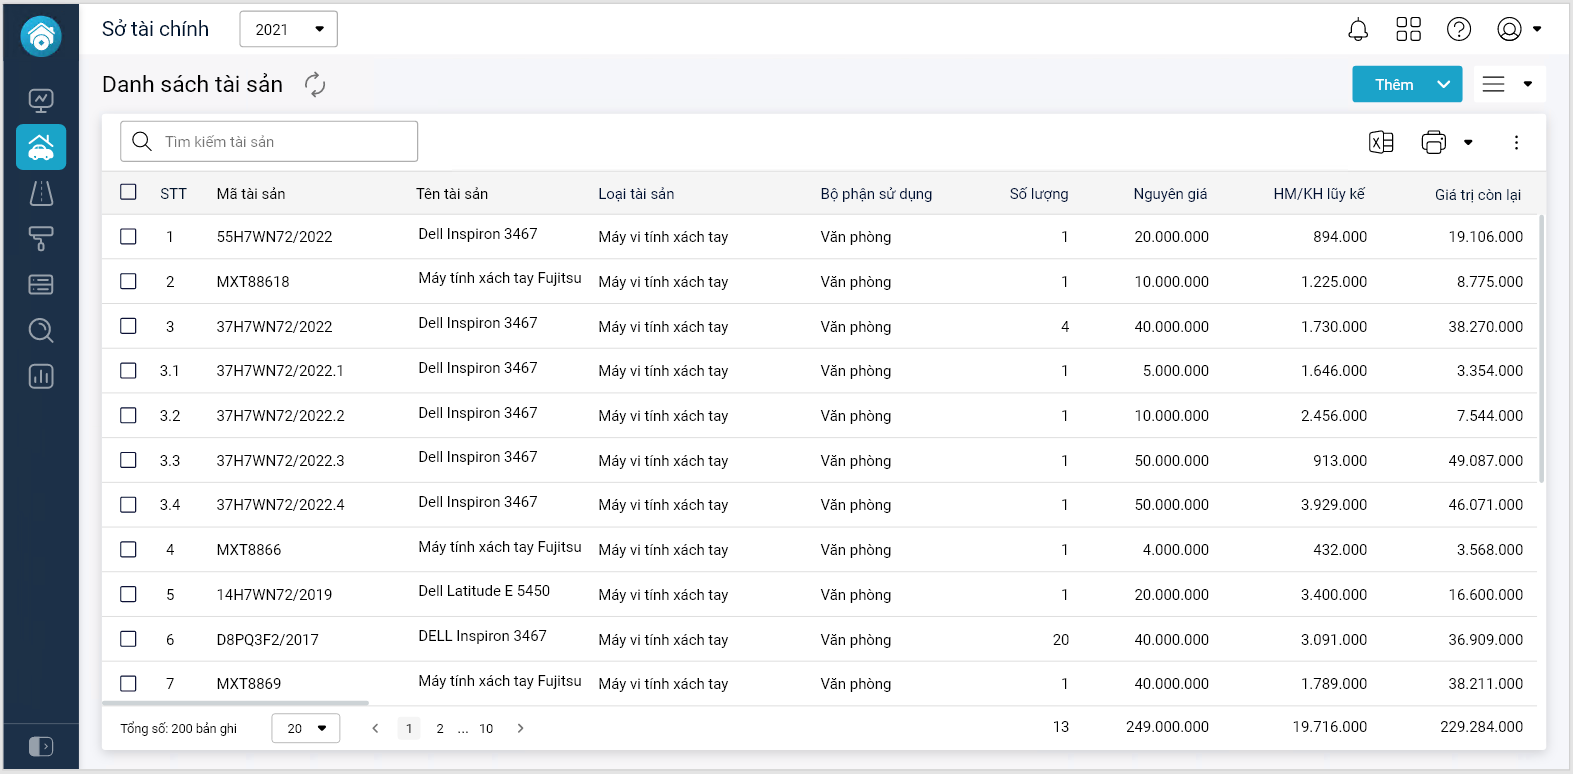 Sở tài chính 2021
Danh sách tài sản Thêm
Tìm kiếm tài sản
STT Mã tài sản Tên tài sản Loại tài sản Bộ phận sử dụng Số lượng Nguyên giá HM/KH lũy kế Giá trị còn lại
1 55H7WN72/2022 Dell Inspiron 3467 Máy vi tính xách tay Văn phòng 1 20.000.000 894.000 19.106.000
2 MXT88618 Máy tính xách tay Fujitsu Máy vi tính xách tay Văn phòng 1 10.000.000 1.225.000 8.775.000
3 37H7WN72/2022 Dell Inspiron 3467 Máy vi tính xách tay Văn phòng 4 40.000.000 1.730.000 38.270.000
3.1 37H7WN72/2022.1 Dell Inspiron 3467 Máy vi tính xách tay Văn phòng 1 5.000.000 1.646.000 3.354.000
3.2 37H7WN72/2022.2 Dell Inspiron 3467 Máy vi tính xách tay Văn phòng 1 10.000.000 2.456.000 7.544.000
3.3 37H7WN72/2022.3 Dell Inspiron 3467 Máy vi tính xách tay Văn phòng 1 50.000.000 913.000 49.087.000
3.4 37H7WN72/2022.4 Dell Inspiron 3467 Máy vi tính xách tay Văn phòng 1 50.000.000 3.929.000 46.071.000
4 MXT8866 Máy tính xách tay Fujitsu Máy vi tính xách tay Văn phòng 1 4.000.000 432.000 3.568.000
5 14H7WN72/2019 Dell Latitude E 5450 Máy vi tính xách tay Văn phòng 1 20.000.000 3.400.000 16.600.000
6 D8PQ3F2/2017 DELL Inspiron 3467 Máy vi tính xách tay Văn phòng 20 40.000.000 3.091.000 36.909.000
7 MXT8869 Máy tính xách tay Fujitsu Máy vi tính xách tay Văn phòng 1 40.000.000 1.789.000 38.211.000
Tổng số: 200 bản ghi 20 1 2 ... 10 13 249.000.000 19.716.000 229.284.000